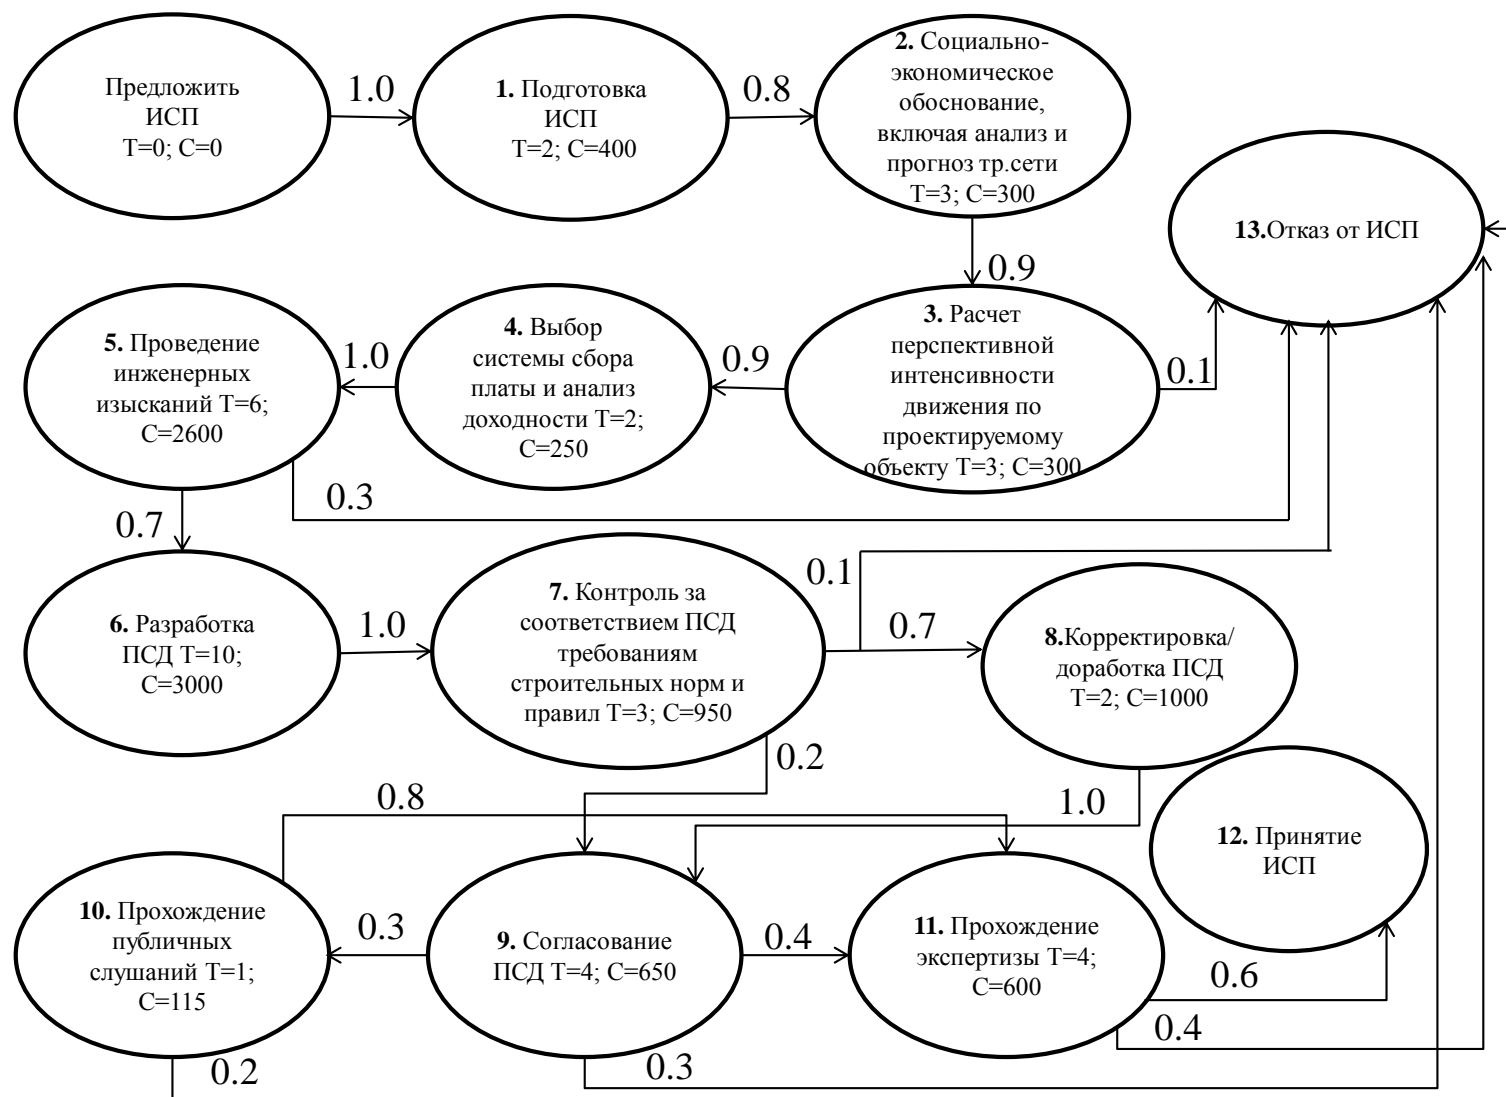 Предложить
ИСП
T=0; C=0
1.0
1. Подготовка
ИСП
T=2; C=400
0.8
2. Социально-
экономическое
обоснование,
включая анализ и
прогноз тр.сети
T=3; C=300
13.Отказ от ИСП
0.9
5. Проведение
инженерных
изысканий T=6;
C=2600
1.0
4. Выбор
системы сбора
платы и анализ
доходности T=2;
C=250
0.9
3. Расчет
перспективной
интенсивности
движения по
проектируемому
объекту T=3; C=300
0.1
0.3
0.7
6. Разработка
ПСД T=10;
C=3000
1.0
7. Контроль за
соответствием ПСД
требованиям
строительных норм и
правил T=3; C=950
0.1
0.7
8.Корректировка/
доработка ПСД
T=2; C=1000
0.2
0.8
1.0
12. Принятие
ИСП
10. Прохождение
публичных
слушаний T=1;
C=115
0.3
9. Согласование
ПСД T=4; C=650
0.4
11. Прохождение
экспертизы T=4;
C=600
0.6
0.4
0.2
0.3